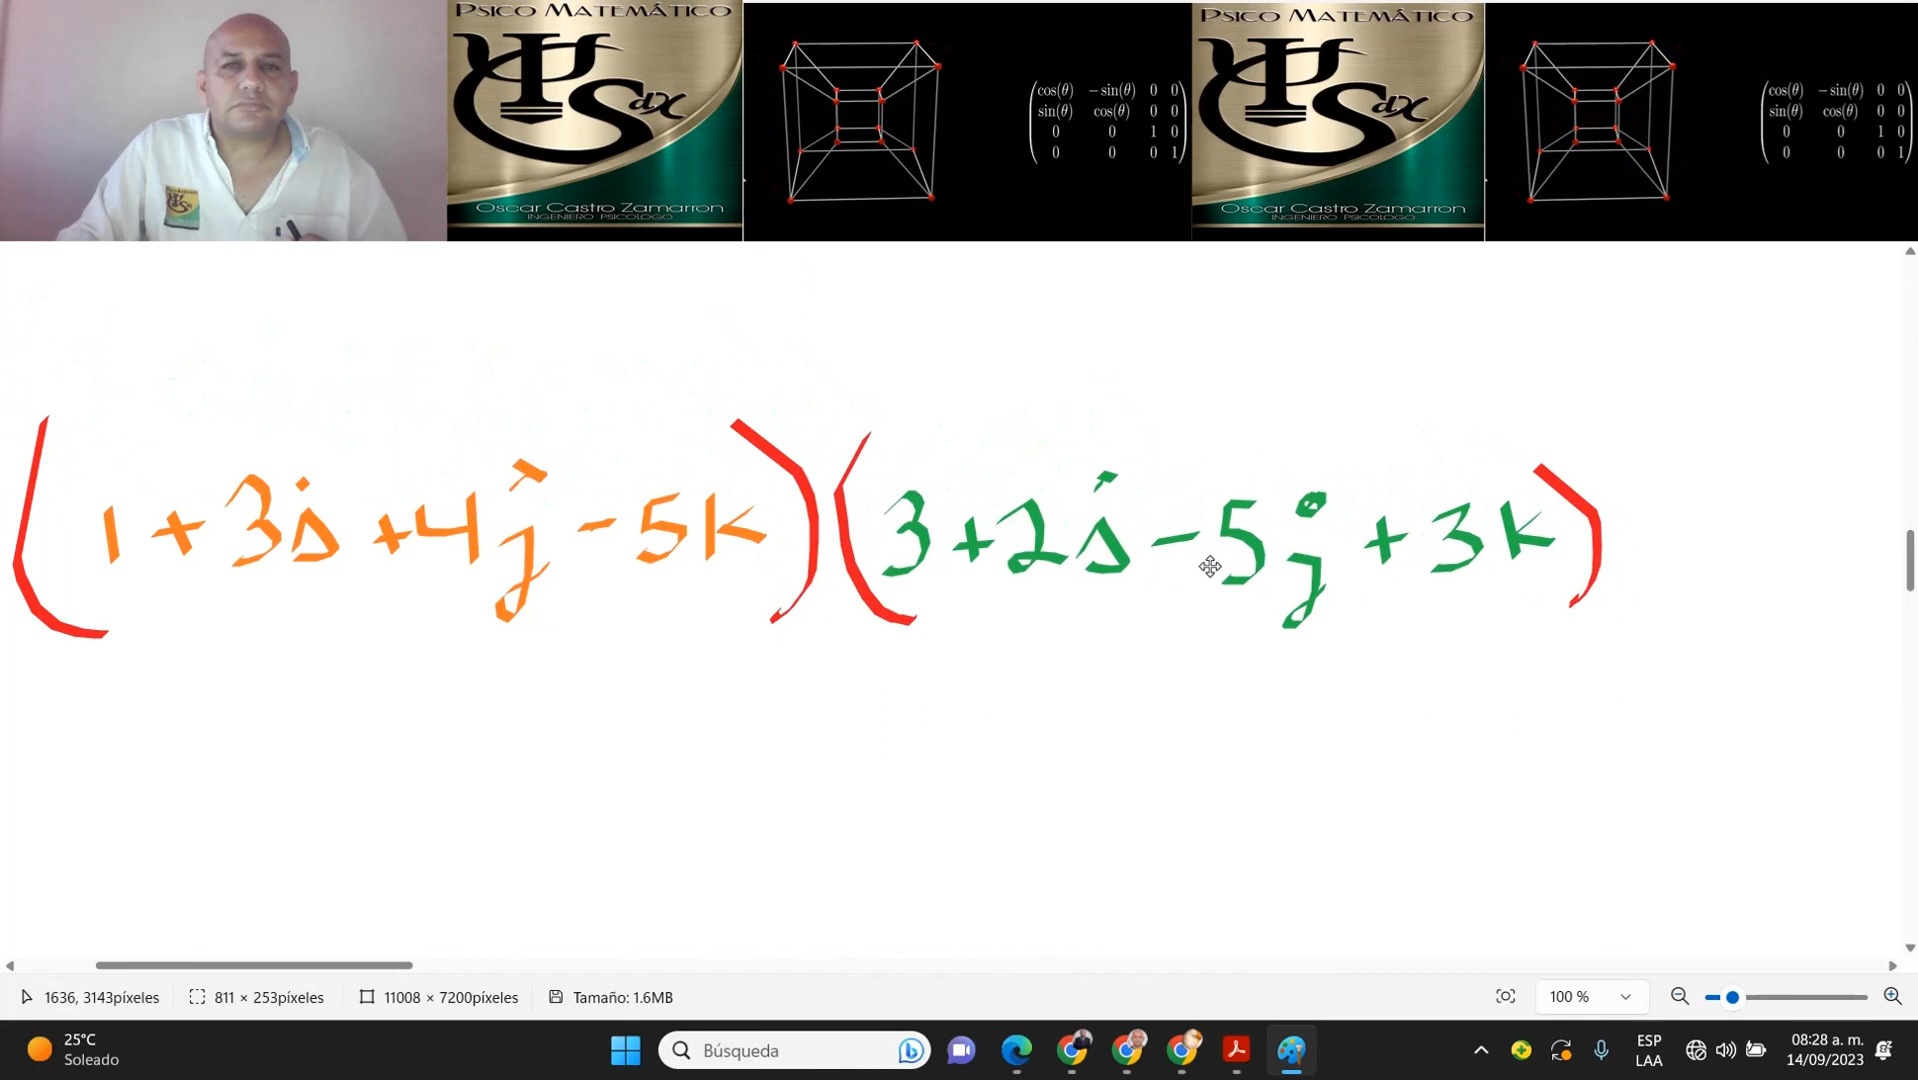 PSICO MATEMÁTICO
PSICO MATEMÁTICO
ΨSax
ΨSax
cos(θ) −sin(θ) 0 0
sin(θ) cos(θ) 0 0
0 0 1 0
0 0 0 1
cos(θ) −sin(θ) 0 0
sin(θ) cos(θ) 0 0
0 0 1 0
0 0 0 1
Oscar Castro Zamarron
INGENIERO PSICOLOGO
Oscar Castro Zamarron
INGENIERO PSICOLOGO
(1+3i+4j-5k)(3+2i-5j+3k)
1636, 3143píxeles 811 × 253píxeles 11008 × 7200píxeles Tamaño: 1.6MB 100 %
25°C
Soleado
Búsqueda
ESP
LAA
08:28 a. m.
14/09/2023